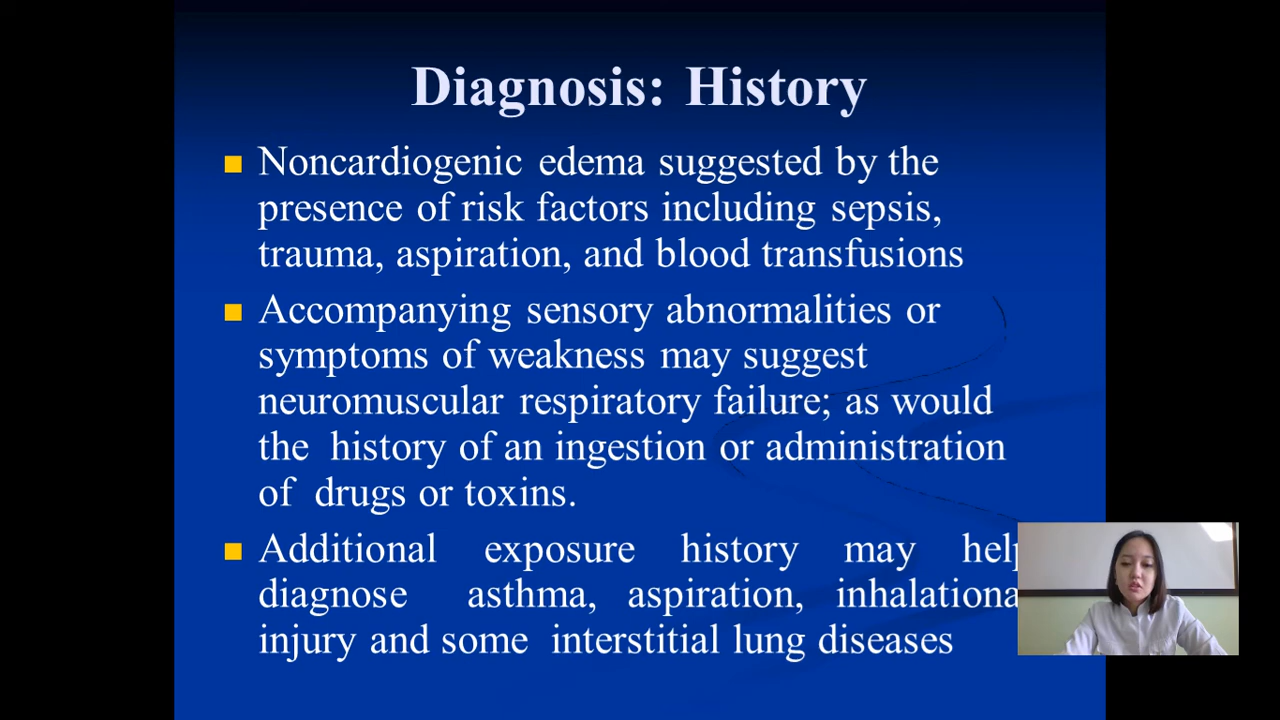 Diagnosis: History
Noncardiogenic edema suggested by the
presence of risk factors including sepsis,
trauma, aspiration, and blood transfusions
Accompanying sensory abnormalities or
symptoms of weakness may suggest
neuromuscular respiratory failure; as would
the history of an ingestion or administration
of drugs or toxins.
Additional exposure history may help
diagnose asthma, aspiration, inhalationa
injury and some interstitial lung diseases